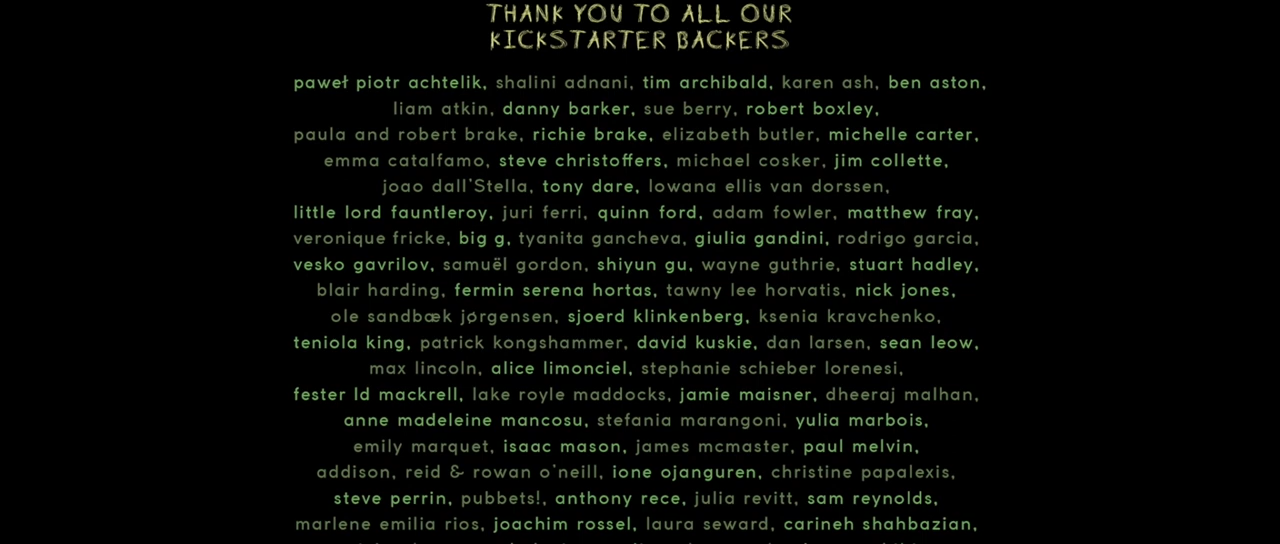 THANK YOU TO ALL OUR
KICKSTARTER BACKERS
paweł piotr achtelik, shalini adnani, tim archibald, karen ash, ben aston,
liam atkin, danny barker, sue berry, robert boxley,
paula and robert brake, richie brake, elizabeth butler, michelle carter,
emma catalfamo, steve christoffers, michael cosker, jim collette,
joao dall'Stella, tony dare, lowana ellis van dorssen,
little lord fauntleroy, juri ferri, quinn ford, adam fowler, matthew fray,
veronique fricke, big g, tyanita gancheva, giulia gandini, rodrigo garcia,
vesko gavrilov, samuël gordon, shiyun gu, wayne guthrie, stuart hadley,
blair harding, fermin serena hortas, tawny lee horvatis, nick jones,
ole sandbæk jørgensen, sjoerd klinkenberg, ksenia kravchenko,
teniola king, patrick kongshammer, david kuskie, dan larsen, sean leow,
max lincoln, alice limonciel, stephanie schieber lorenesi,
fester ld mackrell, lake royle maddocks, jamie maisner, dheeraj malhan,
anne madeleine mancosu, stefania marangoni, yulia marbois,
emily marquet, isaac mason, james mcmaster, paul melvin,
addison, reid & rowan o'neill, ione ojanguren, christine papalexis,
steve perrin, pubbets!, anthony rece, julia revitt, sam reynolds,
marlene emilia rios, joachim rossel, laura seward, carineh shahbazian,